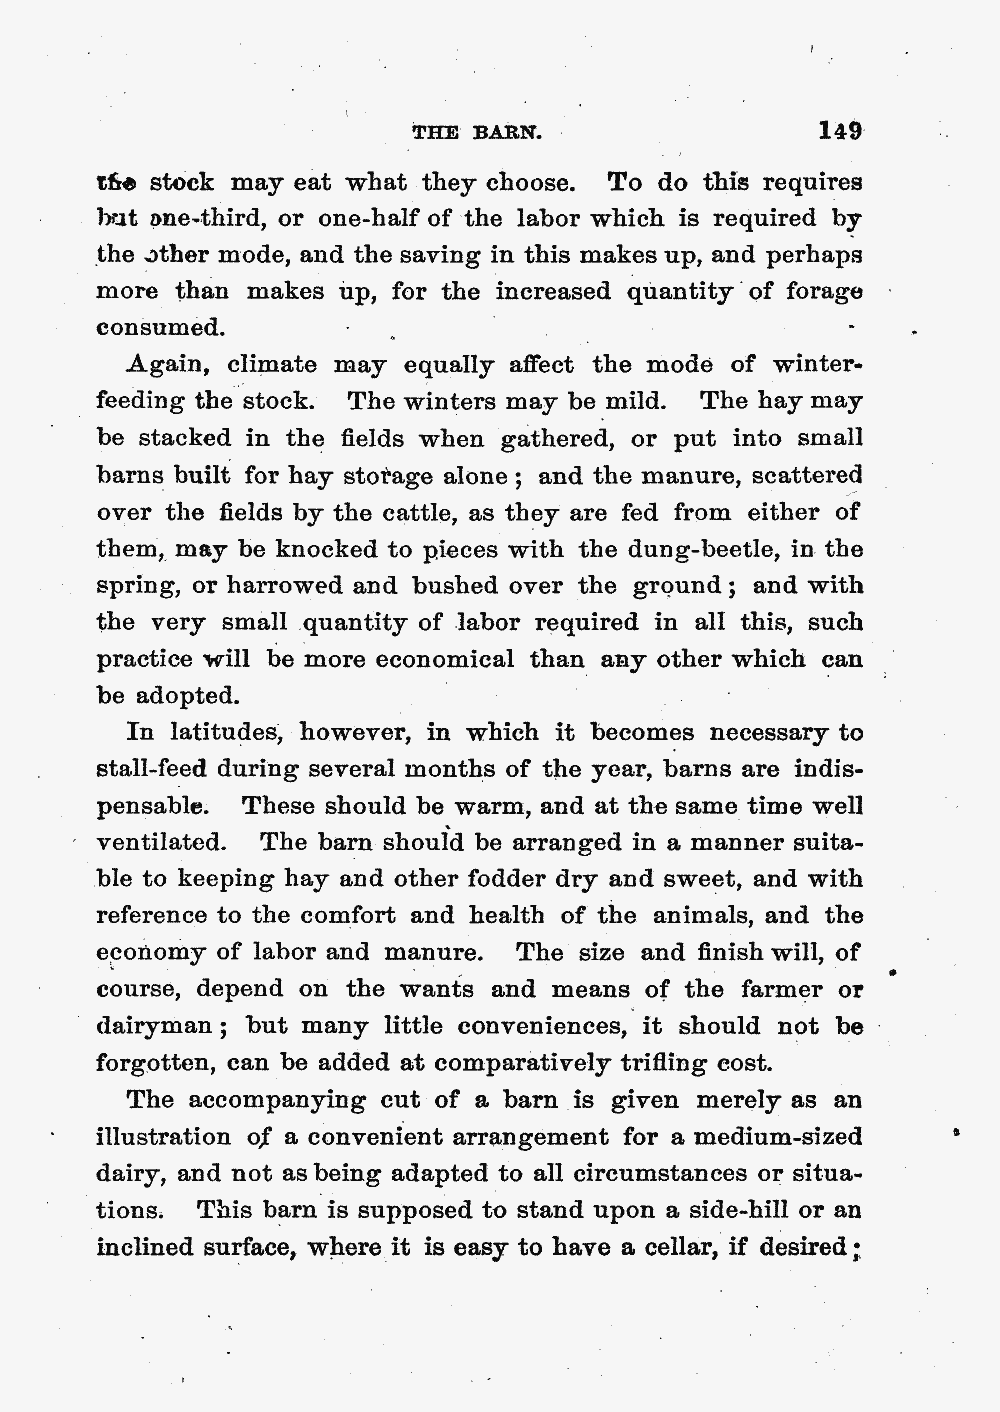 THE BARN. 149
the stock may eat what they choose. To do this requires
but one-third, or one-half of the labor which is required by
the other mode, and the saving in this makes up, and perhaps
more than makes up, for the increased quantity of forage
consumed.
Again, climate may equally affect the mode of winter-
feeding the stock. The winters may be mild. The hay may
be stacked in the fields when gathered, or put into small
barns built for hay storage alone; and the manure, scattered
over the fields by the cattle, as they are fed from either of
them, may be knocked to pieces with the dung-beetle, in the
spring, or harrowed and bushed over the ground; and with
the very small quantity of labor required in all this, such
practice will be more economical than any other which can
be adopted.
In latitudes, however, in which it becomes necessary to
stall-feed during several months of the year, barns are indis-
pensable. These should be warm, and at the same time well
ventilated. The barn should be arranged in a manner suita-
ble to keeping hay and other fodder dry and sweet, and with
reference to the comfort and health of the animals, and the
economy of labor and manure. The size and finish will, of
course, depend on the wants and means of the farmer or
dairyman; but many little conveniences, it should not be
forgotten, can be added at comparatively trifling cost.
The accompanying cut of a barn is given merely as an
illustration of a convenient arrangement for a medium-sized
dairy, and not as being adapted to all circumstances or situa-
tions. This barn is supposed to stand upon a side-hill or an
inclined surface, where it is easy to have a cellar, if desired;